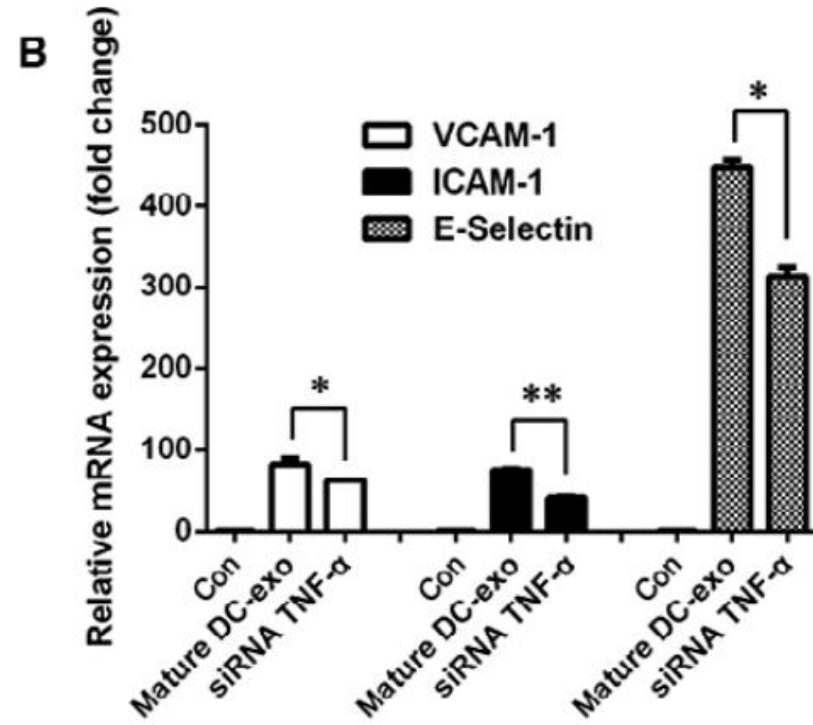 B
Relative mRNA expression (fold change)
500
400
300
200
100
0
VCAM-1
ICAM-1
E-Selectin
*
**
*
Con
Mature DC-exo
siRNA TNF-α
Con
Mature DC-exo
siRNA TNF-α
Con
Mature DC-exo
siRNA TNF-α